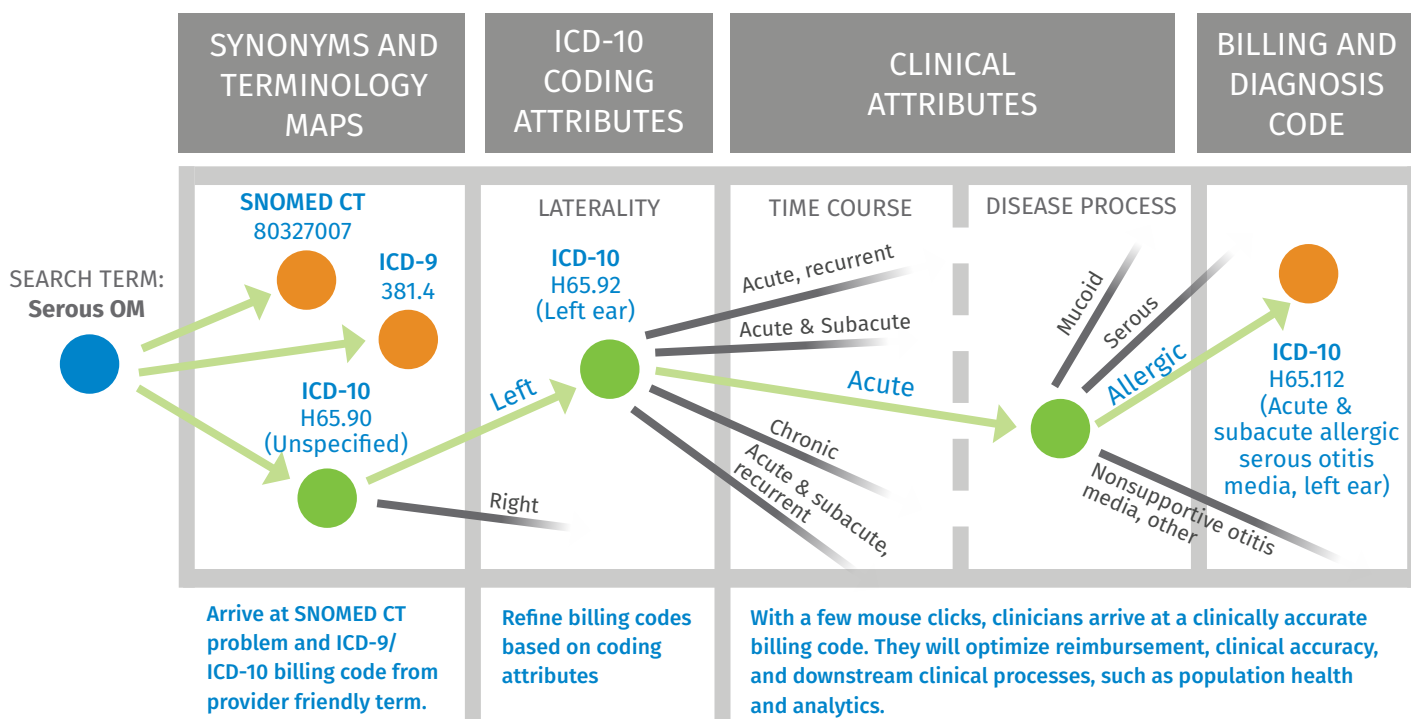 SYNONYMS AND
TERMINOLOGY
MAPS
ICD-10
CODING
ATTRIBUTES
CLINICAL
ATTRIBUTES
BILLING AND
DIAGNOSIS
CODE
SEARCH TERM:
Serous OM
SNOMED CT
80327007
ICD-9
381.4
ICD-10
H65.90
(Unspecified)
Left
Right
LATERALITY
ICD-10
H65.92
(Left ear)
TIME COURSE
Acute, recurrent
Acute & Subacute
Acute
Chronic
Acute & subacute,
recurrent
DISEASE PROCESS
Mucoid
Serous
Allergic
Nonsupportive otitis
media, other
ICD-10
H65.112
(Acute &
subacute allergic
serous otitis
media, left ear)
Arrive at SNOMED CT
problem and ICD-9/
ICD-10 billing code from
provider friendly term.
Refine billing codes
based on coding
attributes
With a few mouse clicks, clinicians arrive at a clinically accurate
billing code. They will optimize reimbursement, clinical accuracy,
and downstream clinical processes, such as population health
and analytics.